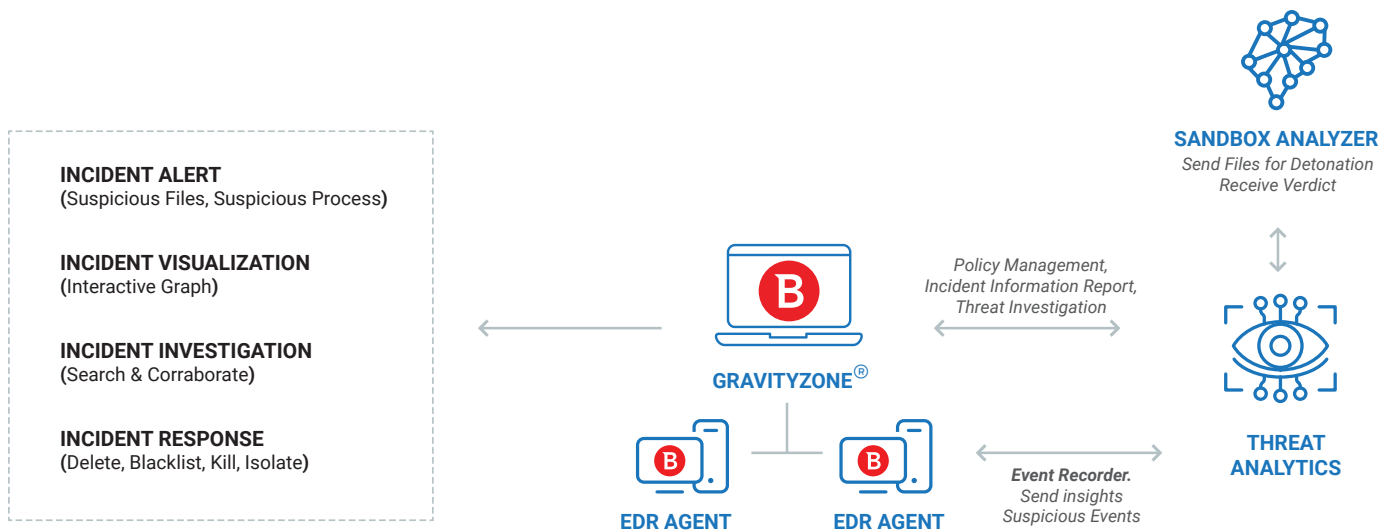 INCIDENT ALERT
(Suspicious Files, Suspicious Process)
INCIDENT VISUALIZATION
(Interactive Graph)
INCIDENT INVESTIGATION
(Search & Corraborate)
INCIDENT RESPONSE
(Delete, Blacklist, Kill, Isolate)
B
GRAVITYZONE®
B
EDR AGENT
B
EDR AGENT
Policy Management,
Incident Information Report,
Threat Investigation
Event Recorder.
Send insights
Suspicious Events
SANDBOX ANALYZER
Send Files for Detonation
Receive Verdict
THREAT
ANALYTICS